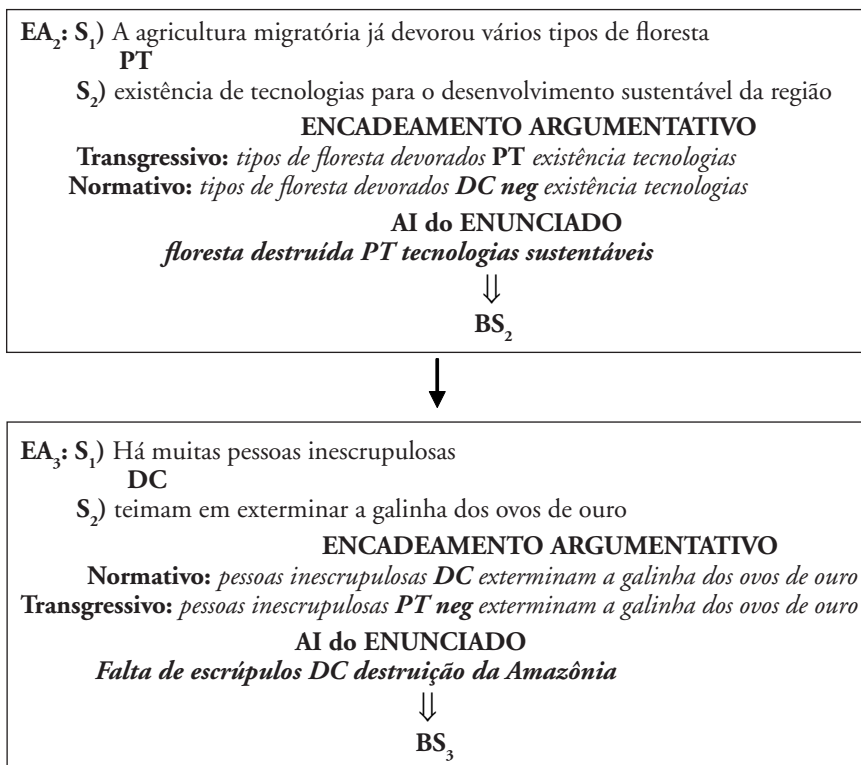 EA₂: S₁) A agricultura migratória já devorou vários tipos de floresta
PT
S₂) existência de tecnologias para o desenvolvimento sustentável da região
ENCADEAMENTO ARGUMENTATIVO
Transgressivo: tipos de floresta devorados PT existência tecnologias
Normativo: tipos de floresta devorados DC neg existência tecnologias
AI do ENUNCIADO
floresta destruída PT tecnologias sustentáveis
⇓
BS₂
EA₃: S₁) Há muitas pessoas inescrupulosas
DC
S₂) teimam em exterminar a galinha dos ovos de ouro
ENCADEAMENTO ARGUMENTATIVO
Normativo: pessoas inescrupulosas DC exterminam a galinha dos ovos de ouro
Transgressivo: pessoas inescrupulosas PT neg exterminam a galinha dos ovos de ouro
AI do ENUNCIADO
Falta de escrúpulos DC destruição da Amazônia
⇓
BS₃